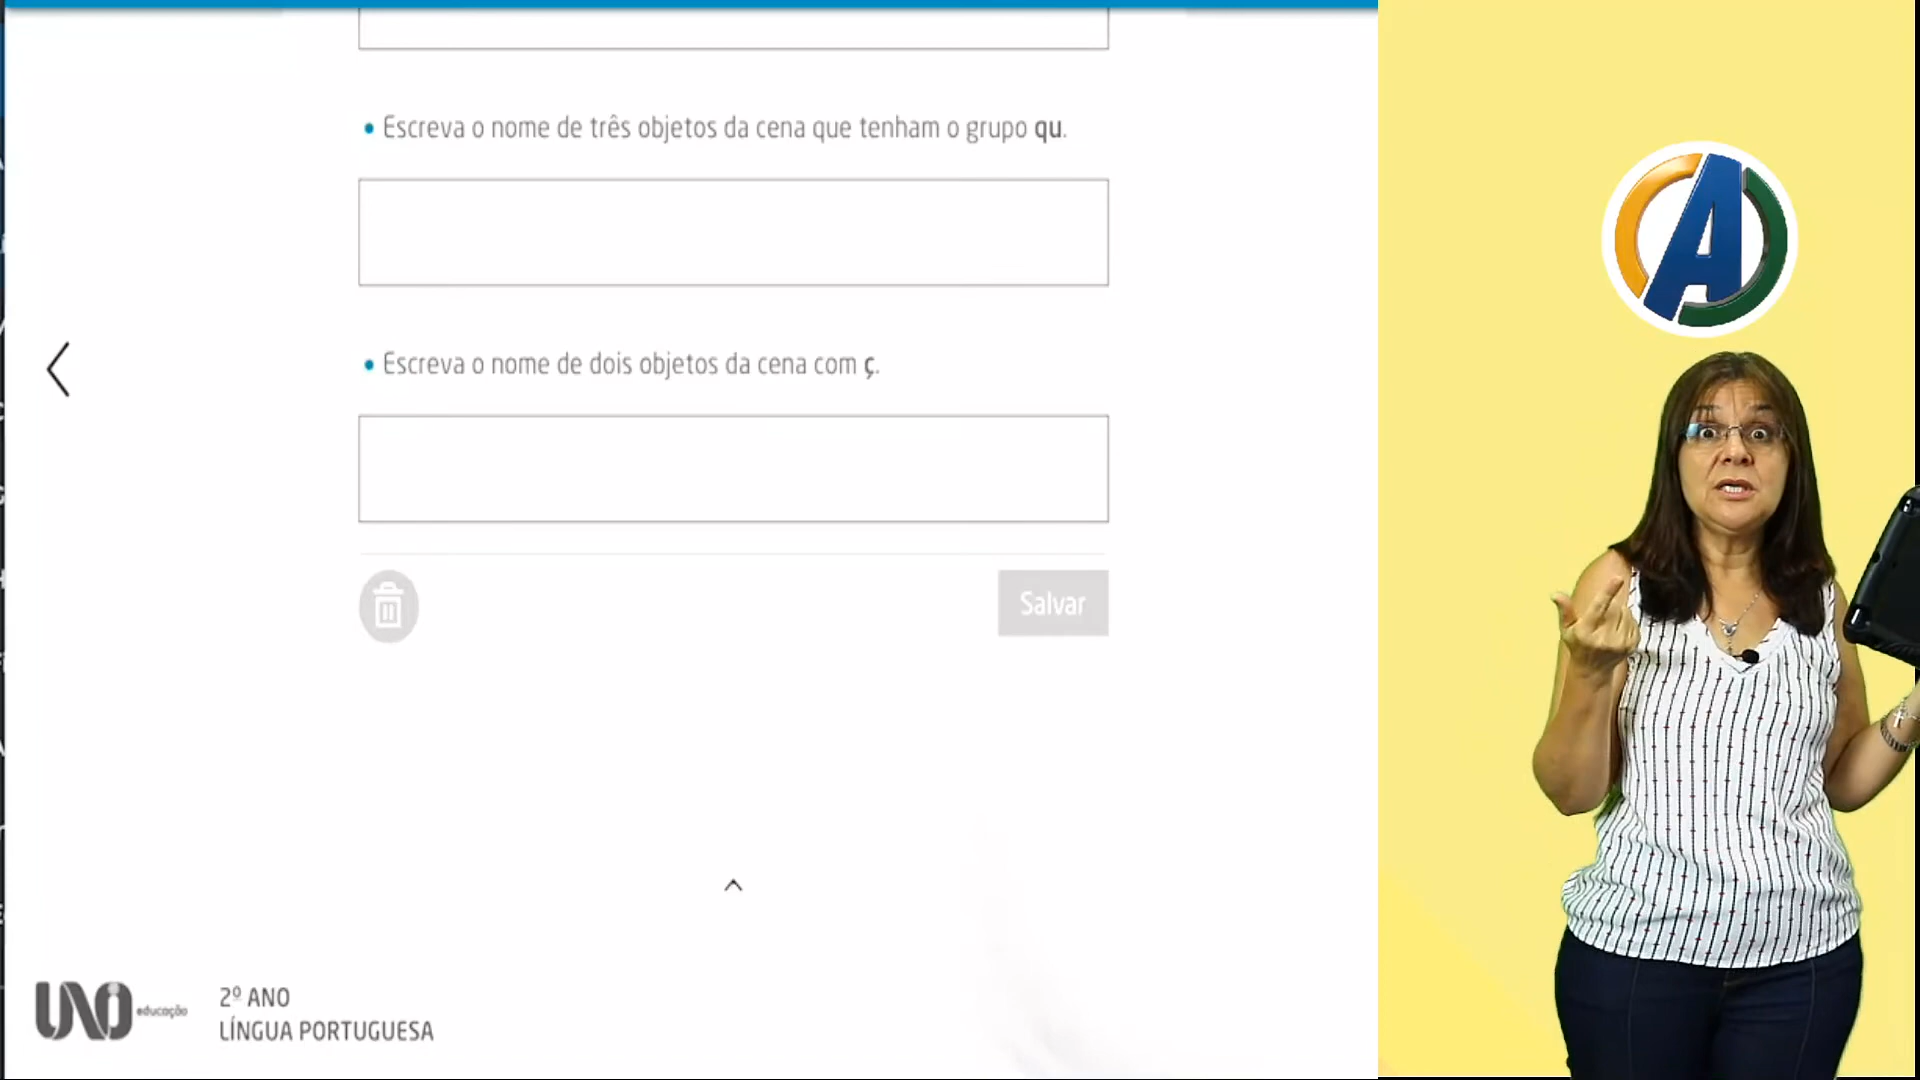 • Escreva o nome de três objetos da cena que tenham o grupo qu.
• Escreva o nome de dois objetos da cena com ç.
Salvar
A
UNO educação
2º ANO
LÍNGUA PORTUGUESA